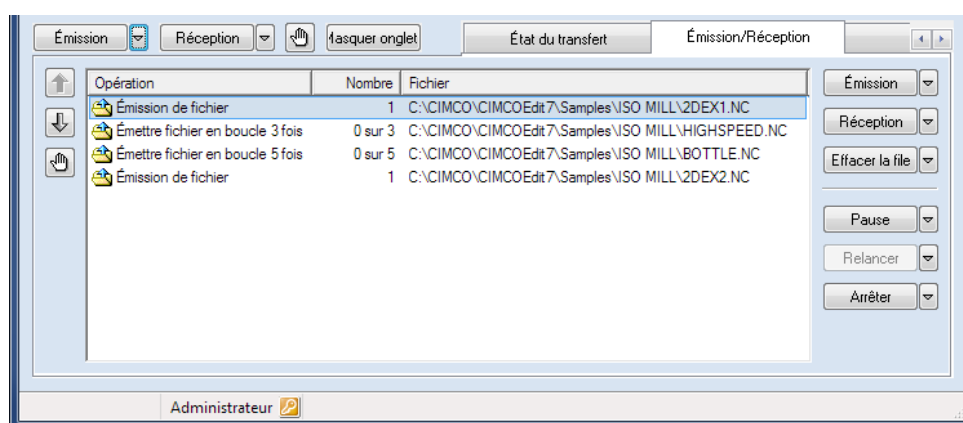 Émission Réception Masquer onglet État du transfert Émission/Réception
Opération Nombre Fichier Émission
Émission de fichier 1 C:\CIMCO\CIMCOEdit7\Samples\ISO MILL\2DEX1.NC
Émettre fichier en boucle 3 fois 0 sur 3 C:\CIMCO\CIMCOEdit7\Samples\ISO MILL\HIGHSPEED.NC Réception
Émettre fichier en boucle 5 fois 0 sur 5 C:\CIMCO\CIMCOEdit7\Samples\ISO MILL\BOTTLE.NC Effacer la file
Émission de fichier 1 C:\CIMCO\CIMCOEdit7\Samples\ISO MILL\2DEX2.NC
Pause
Relancer
Arrêter
Administrateur